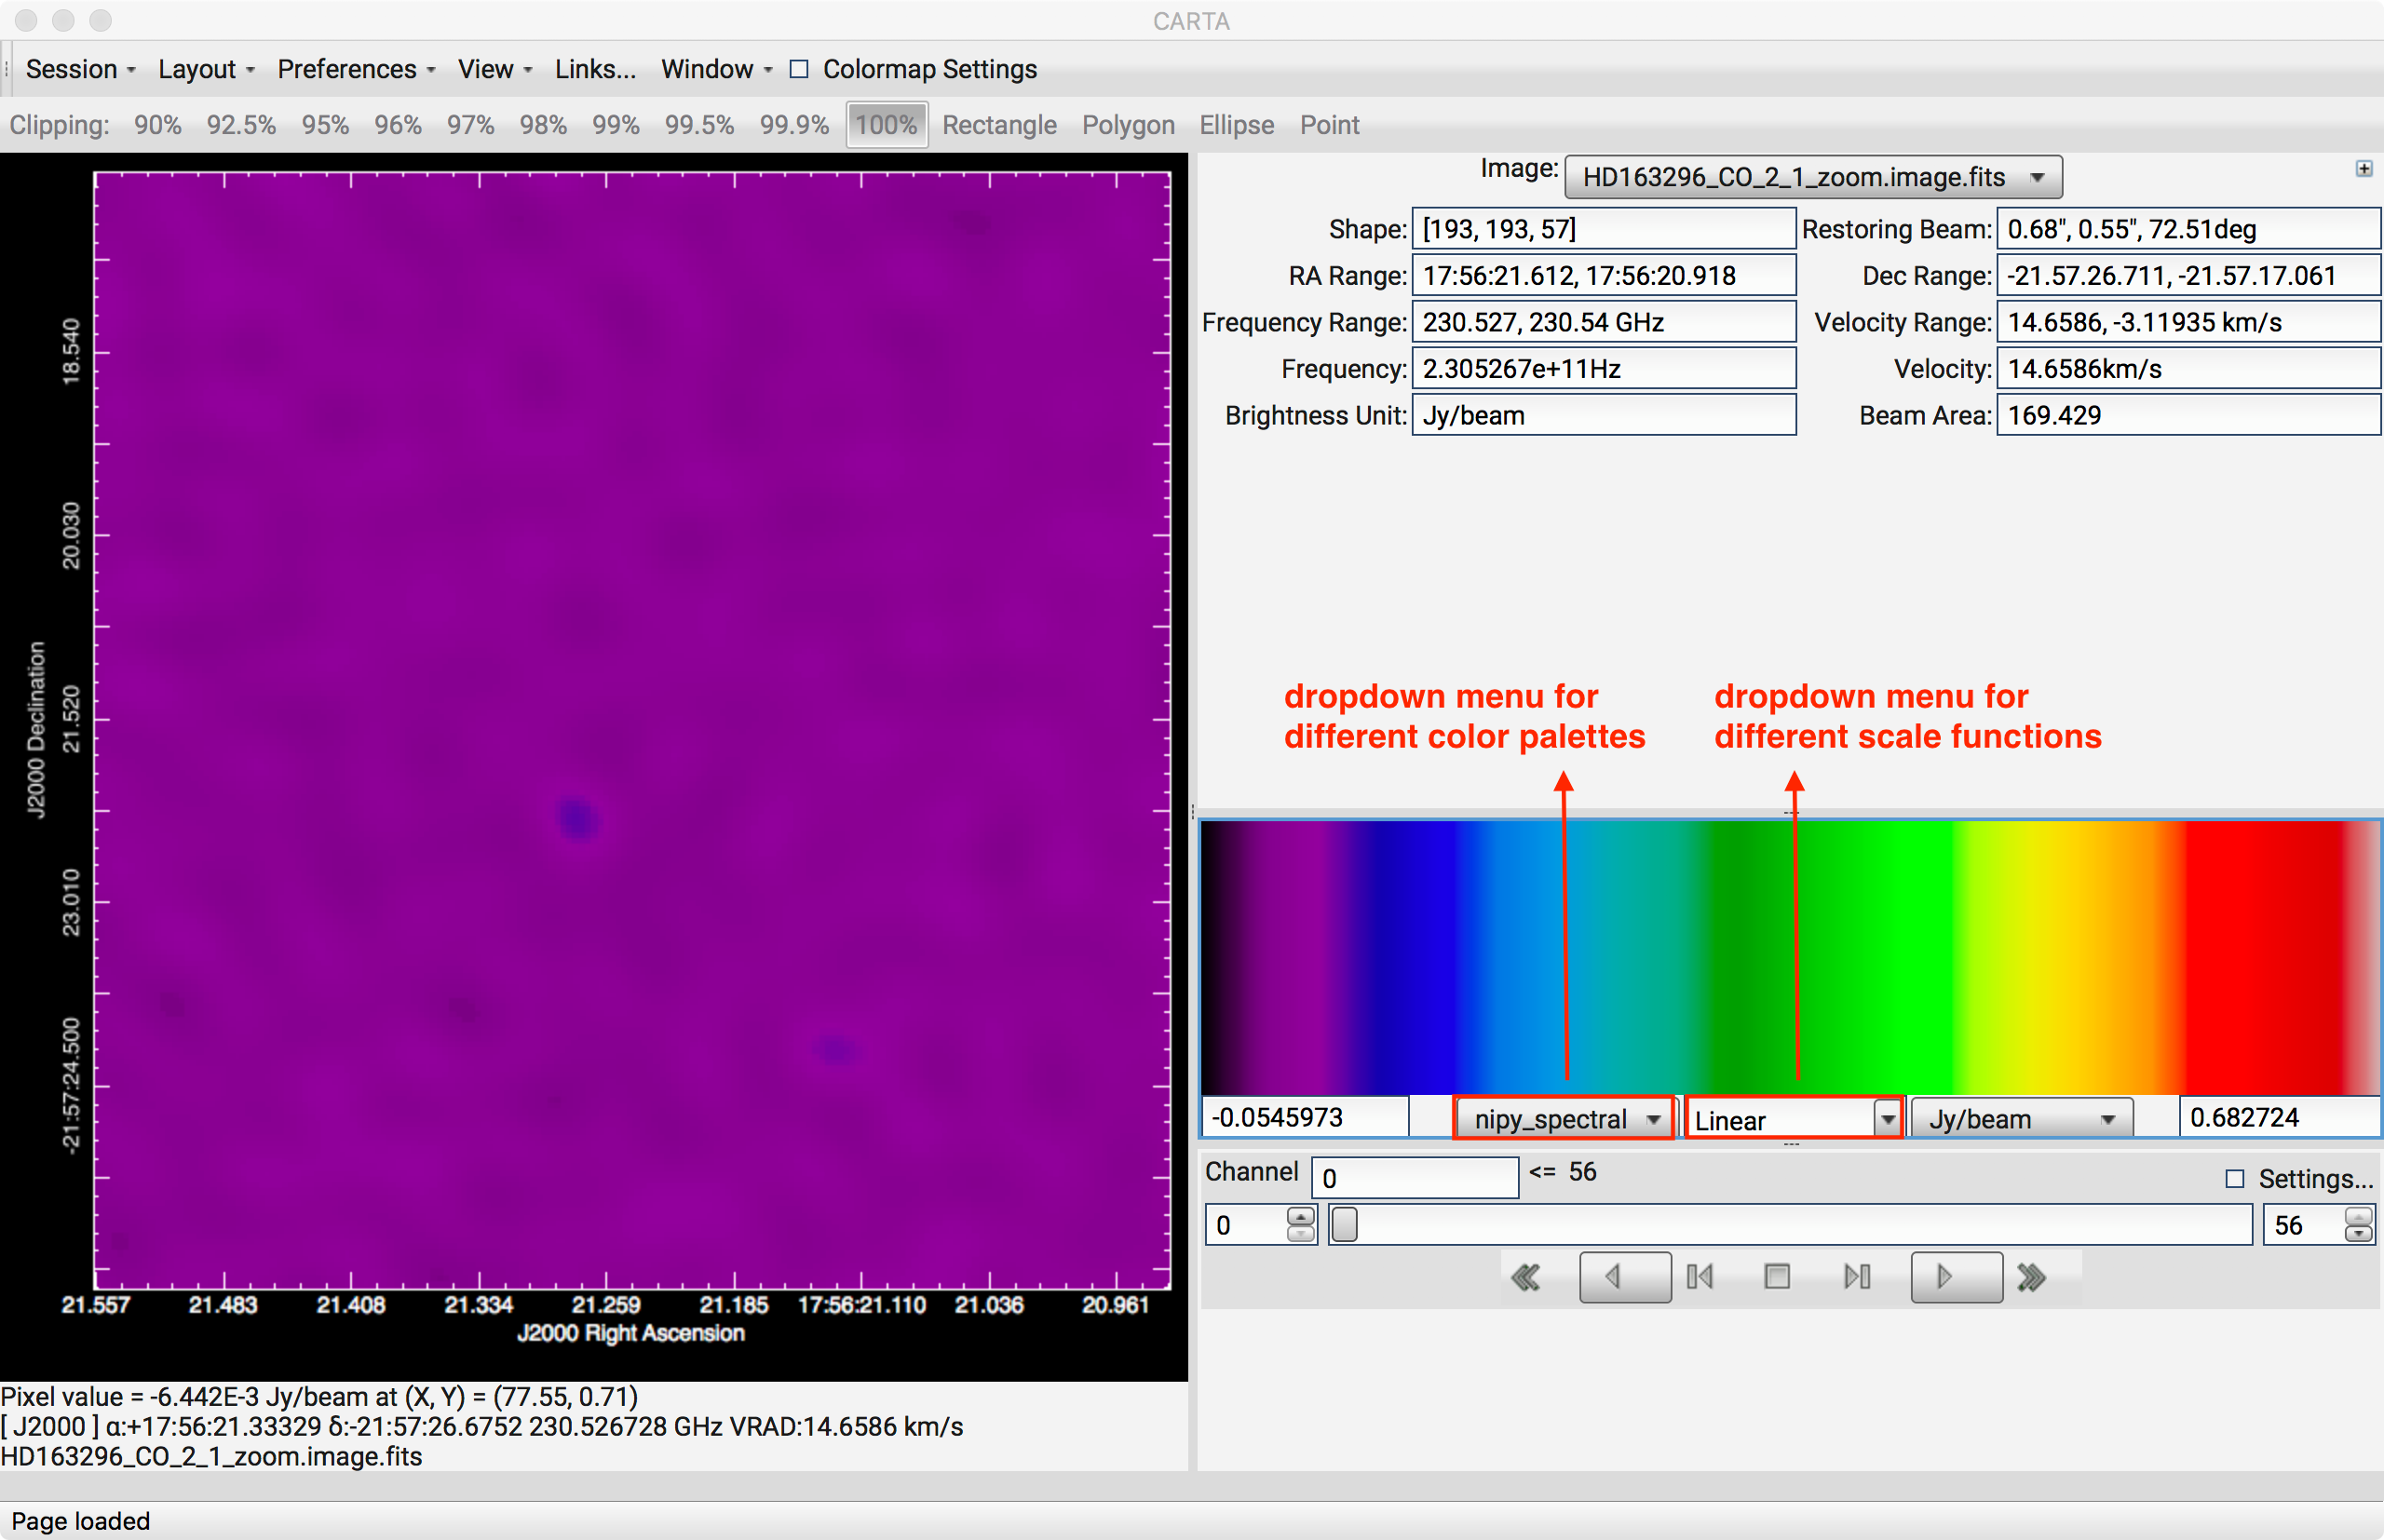 CARTA
Session Layout Preferences View Links... Window Colormap Settings
Clipping: 90% 92.5% 95% 96% 97% 98% 99% 99.5% 99.9% 100% Rectangle Polygon Ellipse Point
J2000 Declination
18.540
20.030
21.520
23.010
-21:57:24.500
21.557 21.483 21.408 21.334 21.259 21.185 17:56:21.110 21.036 20.961
J2000 Right Ascension
Pixel value = -6.442E-3 Jy/beam at (X, Y) = (77.55, 0.71)
[ J2000 ] α:+17:56:21.33329 δ:-21:57:26.6752 230.526728 GHz VRAD:14.6586 km/s
HD163296_CO_2_1_zoom.image.fits
Image: HD163296_CO_2_1_zoom.image.fits
Shape: [193, 193, 57] Restoring Beam: 0.68", 0.55", 72.51deg
RA Range: 17:56:21.612, 17:56:20.918 Dec Range: -21.57.26.711, -21.57.17.061
Frequency Range: 230.527, 230.54 GHz Velocity Range: 14.6586, -3.11935 km/s
Frequency: 2.305267e+11Hz Velocity: 14.6586km/s
Brightness Unit: Jy/beam Beam Area: 169.429
dropdown menu for
different color palettes
dropdown menu for
different scale functions
-0.0545973 nipy_spectral Linear Jy/beam 0.682724
Channel 0 <= 56 Settings...
0 56
Page loaded